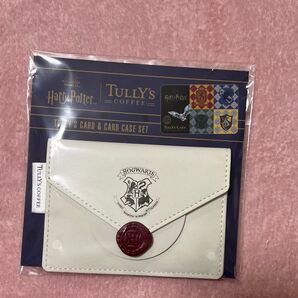 Harry Potter
TULLY'S
COFFEE
TULLY'S CARD & CARD CASE SET
HOGWARTS
TULLY'S COFFEE